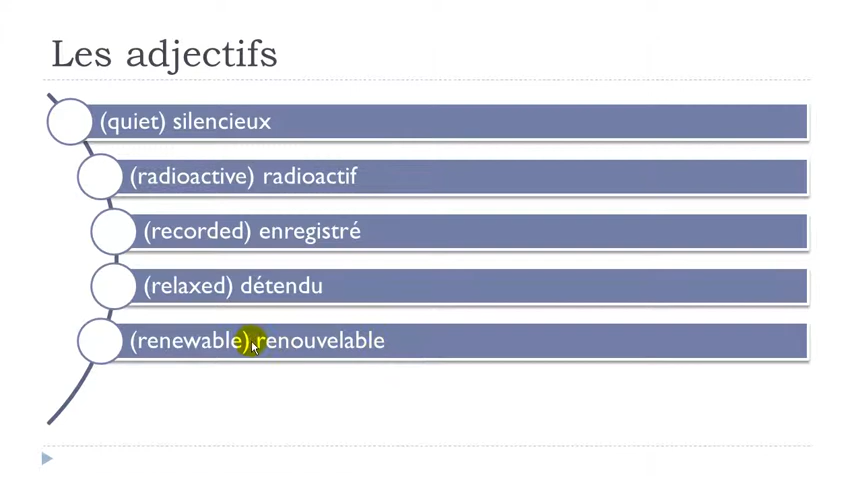 Les adjectifs
(quiet) silencieux
(radioactive) radioactif
(recorded) enregistré
(relaxed) détendu
(renewable) renouvelable